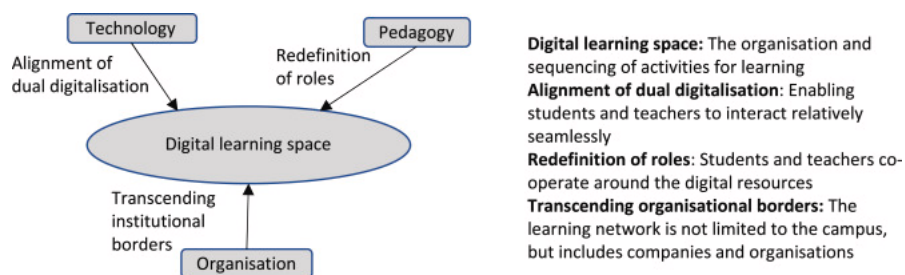 Technology
Pedagogy
Alignment of
dual digitalisation
Redefinition
of roles
Digital learning space
Transcending
institutional
borders
Organisation
Digital learning space: The organisation and
sequencing of activities for learning
Alignment of dual digitalisation: Enabling
students and teachers to interact relatively
seamlessly
Redefinition of roles: Students and teachers co-
operate around the digital resources
Transcending organisational borders: The
learning network is not limited to the campus,
but includes companies and organisations